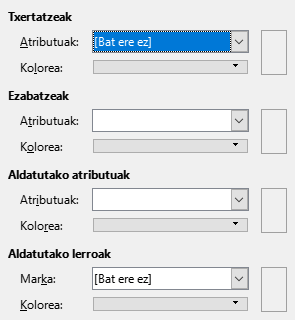 Txertatzeak
Atributuak: [Bat ere ez]
Kolorea:
Ezabatzeak
Atributuak:
Kolorea:
Aldatutako atributuak
Atributuak:
Kolorea:
Aldatutako lerroak
Marka: [Bat ere ez]
Kolorea: